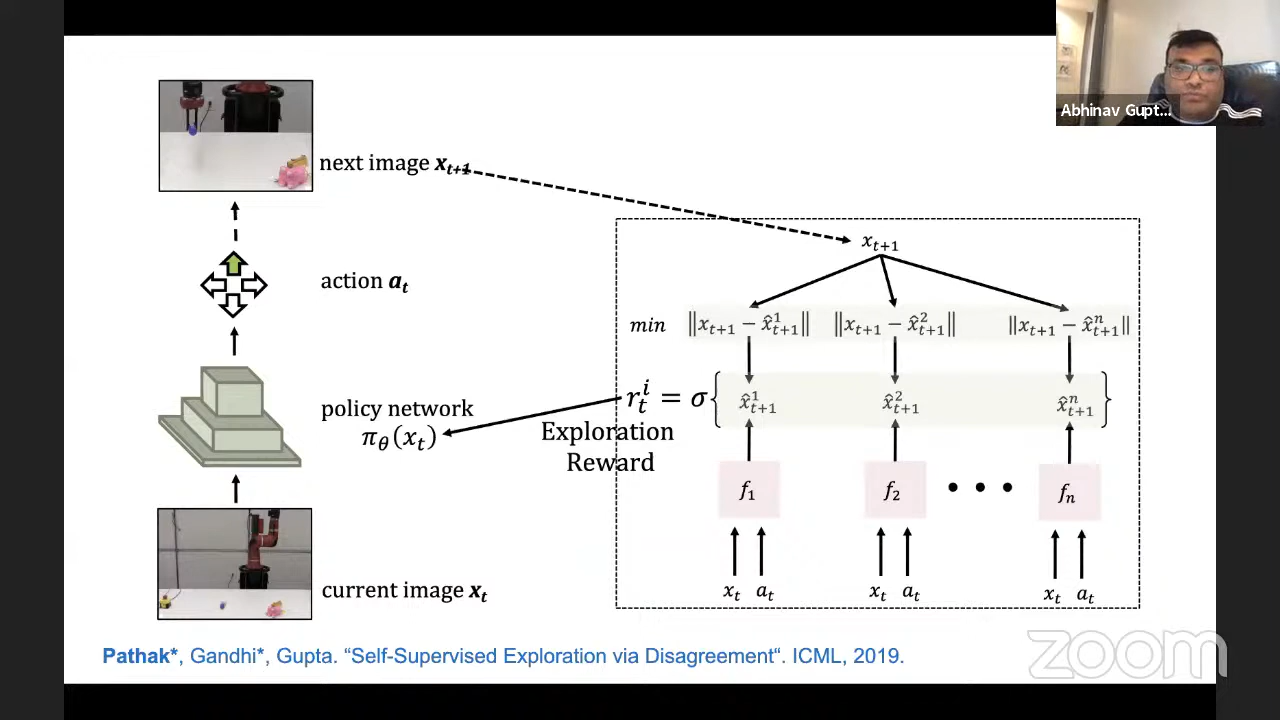 Abhinav Gupt...
next image x_{t+1}
x_{t+1}
action a_t
min ‖x_{t+1} − x̂^1_{t+1}‖ ‖x_{t+1} − x̂^2_{t+1}‖ ‖x_{t+1} − x̂^n_{t+1}‖
policy network
π_θ(x_t)
r^i_t = σ{ x̂^1_{t+1} x̂^2_{t+1} x̂^n_{t+1} }
Exploration
Reward
f_1 f_2 • • • f_n
current image x_t
x_t a_t x_t a_t x_t a_t
Pathak*, Gandhi*, Gupta. “Self-Supervised Exploration via Disagreement“. ICML, 2019.
zoom